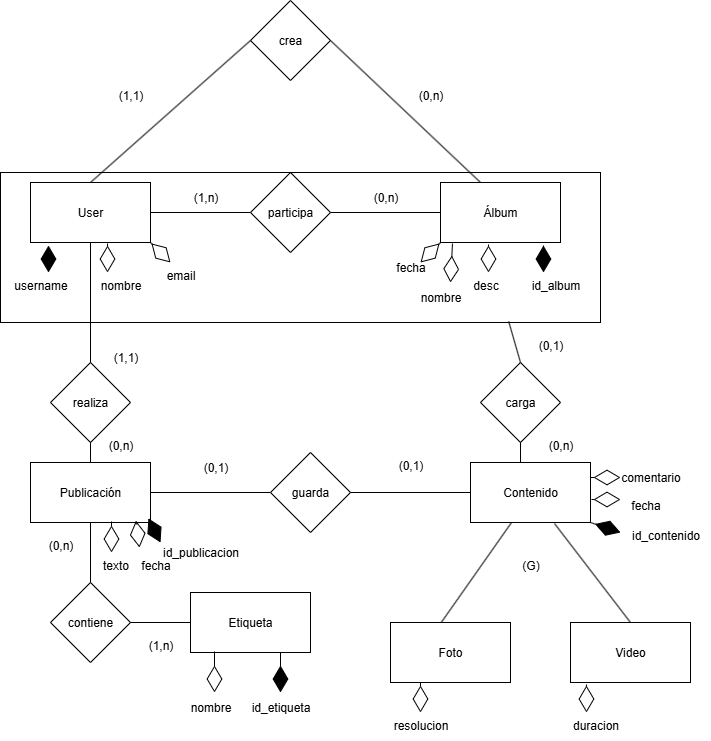 crea
(1,1)
(0,n)
User
(1,n)
participa
(0,n)
Álbum
username
nombre
email
fecha
nombre
desc
id_album
(1,1)
(0,1)
realiza
carga
(0,n)
(0,n)
Publicación
(0,1)
guarda
(0,1)
Contenido
comentario
fecha
id_contenido
(0,n)
texto
fecha
id_publicacion
(G)
contiene
(1,n)
Etiqueta
Foto
Video
nombre
id_etiqueta
resolucion
duracion